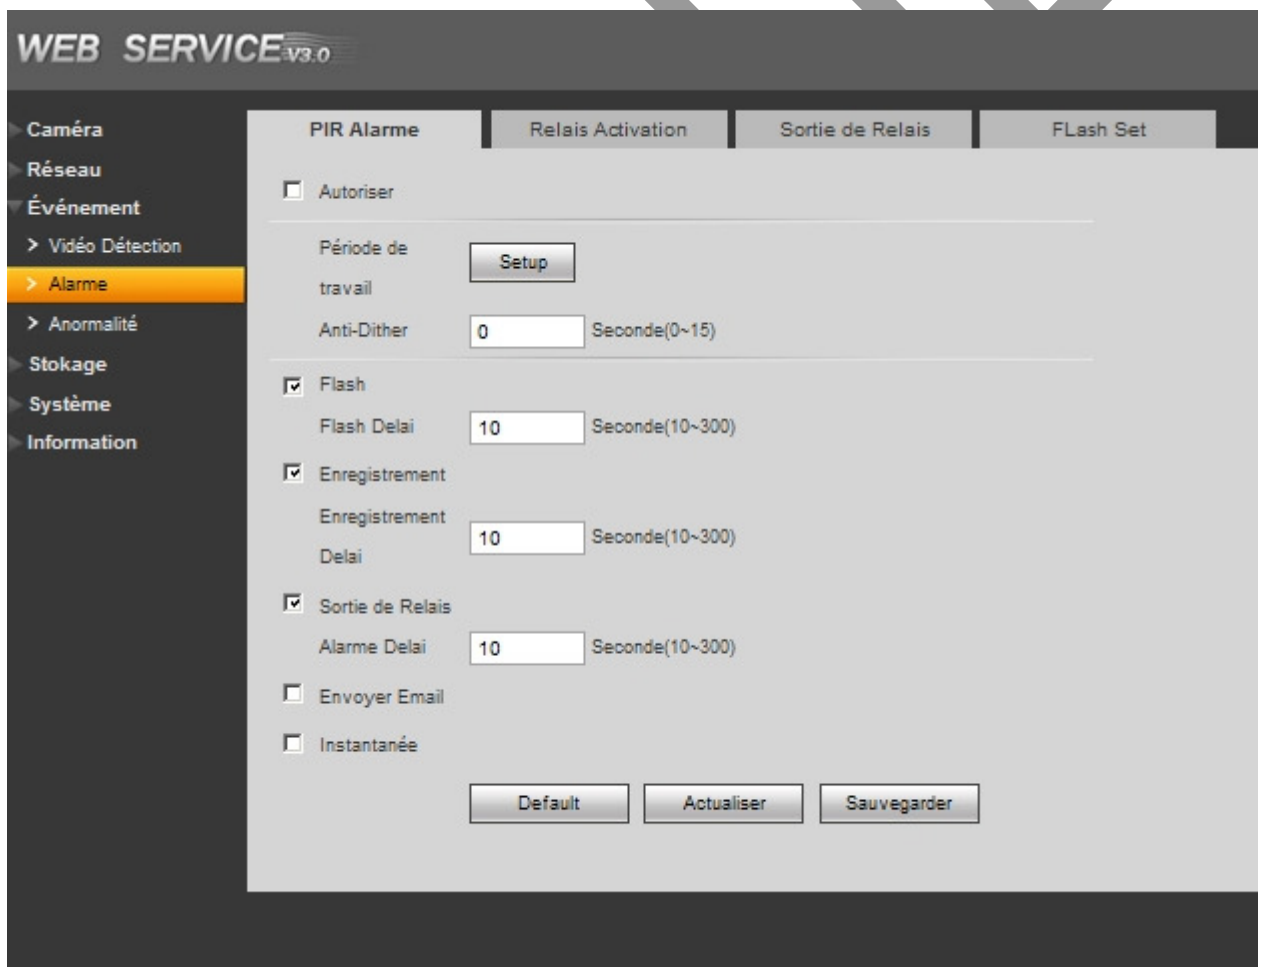 WEB SERVICE V3.0
Caméra
Réseau
Événement
> Vidéo Détection
> Alarme
> Anormalité
Stokage
Système
Information
PIR Alarme
Relais Activation
Sortie de Relais
FLash Set
Autoriser
Période de
travail
Setup
Anti-Dither
0
Seconde(0~15)
Flash
Flash Delai
10
Seconde(10~300)
Enregistrement
Enregistrement
Delai
10
Seconde(10~300)
Sortie de Relais
Alarme Delai
10
Seconde(10~300)
Envoyer Email
Instantanée
Default
Actualiser
Sauvegarder